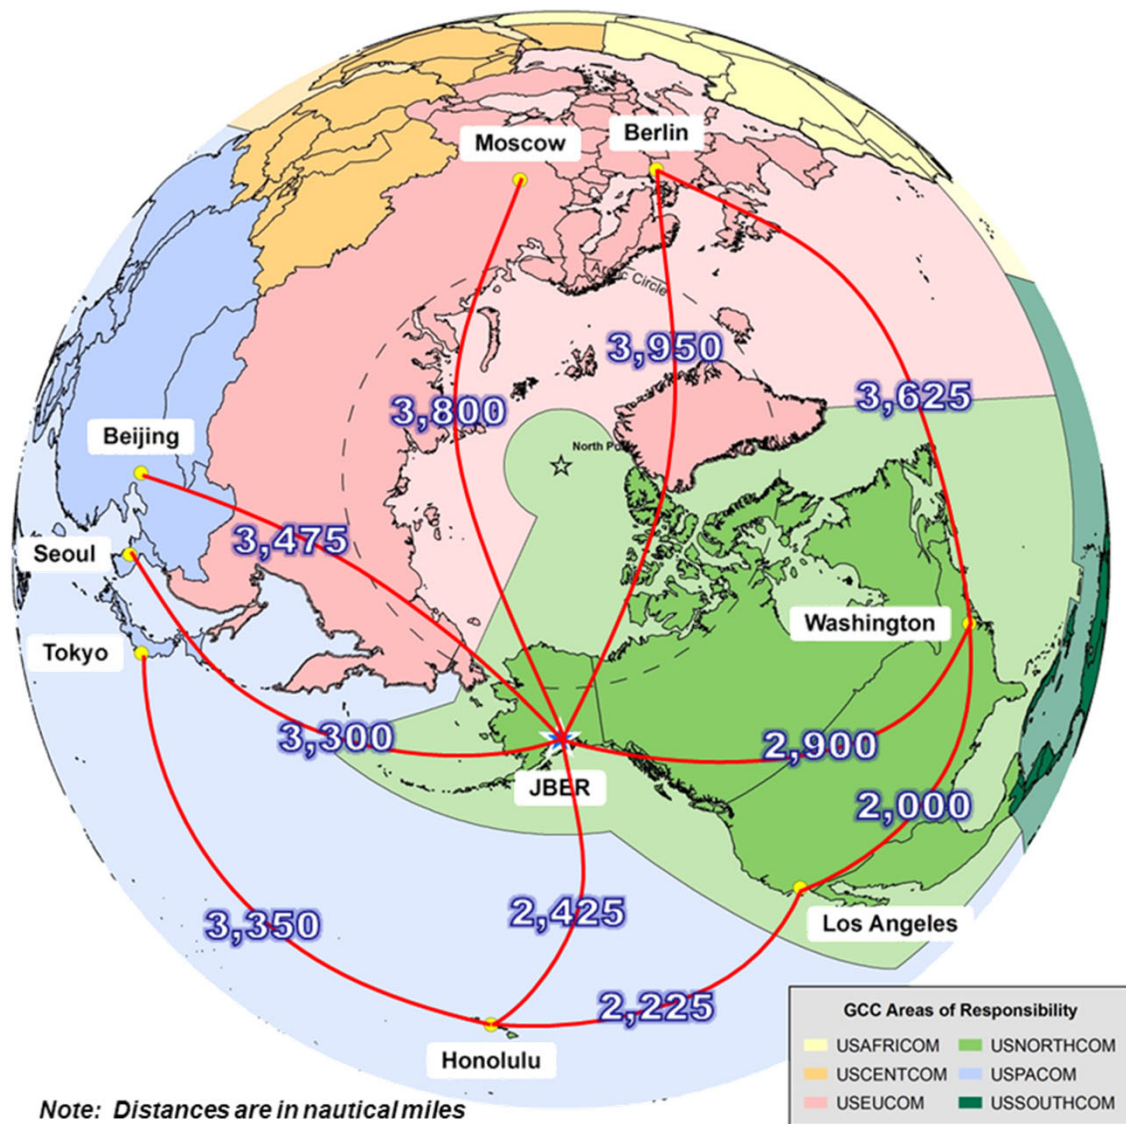 Moscow
Berlin
Arctic Circle
3,950
3,625
3,800
North Po
Beijing
3,475
Seoul
Washington
Tokyo
3,300
2,900
JBER
2,000
3,350
2,425
Los Angeles
2,225
Honolulu
GCC Areas of Responsibility
USAFRICOM
USNORTHCOM
USCENTCOM
USPACOM
USEUCOM
USSOUTHCOM
Note: Distances are in nautical miles